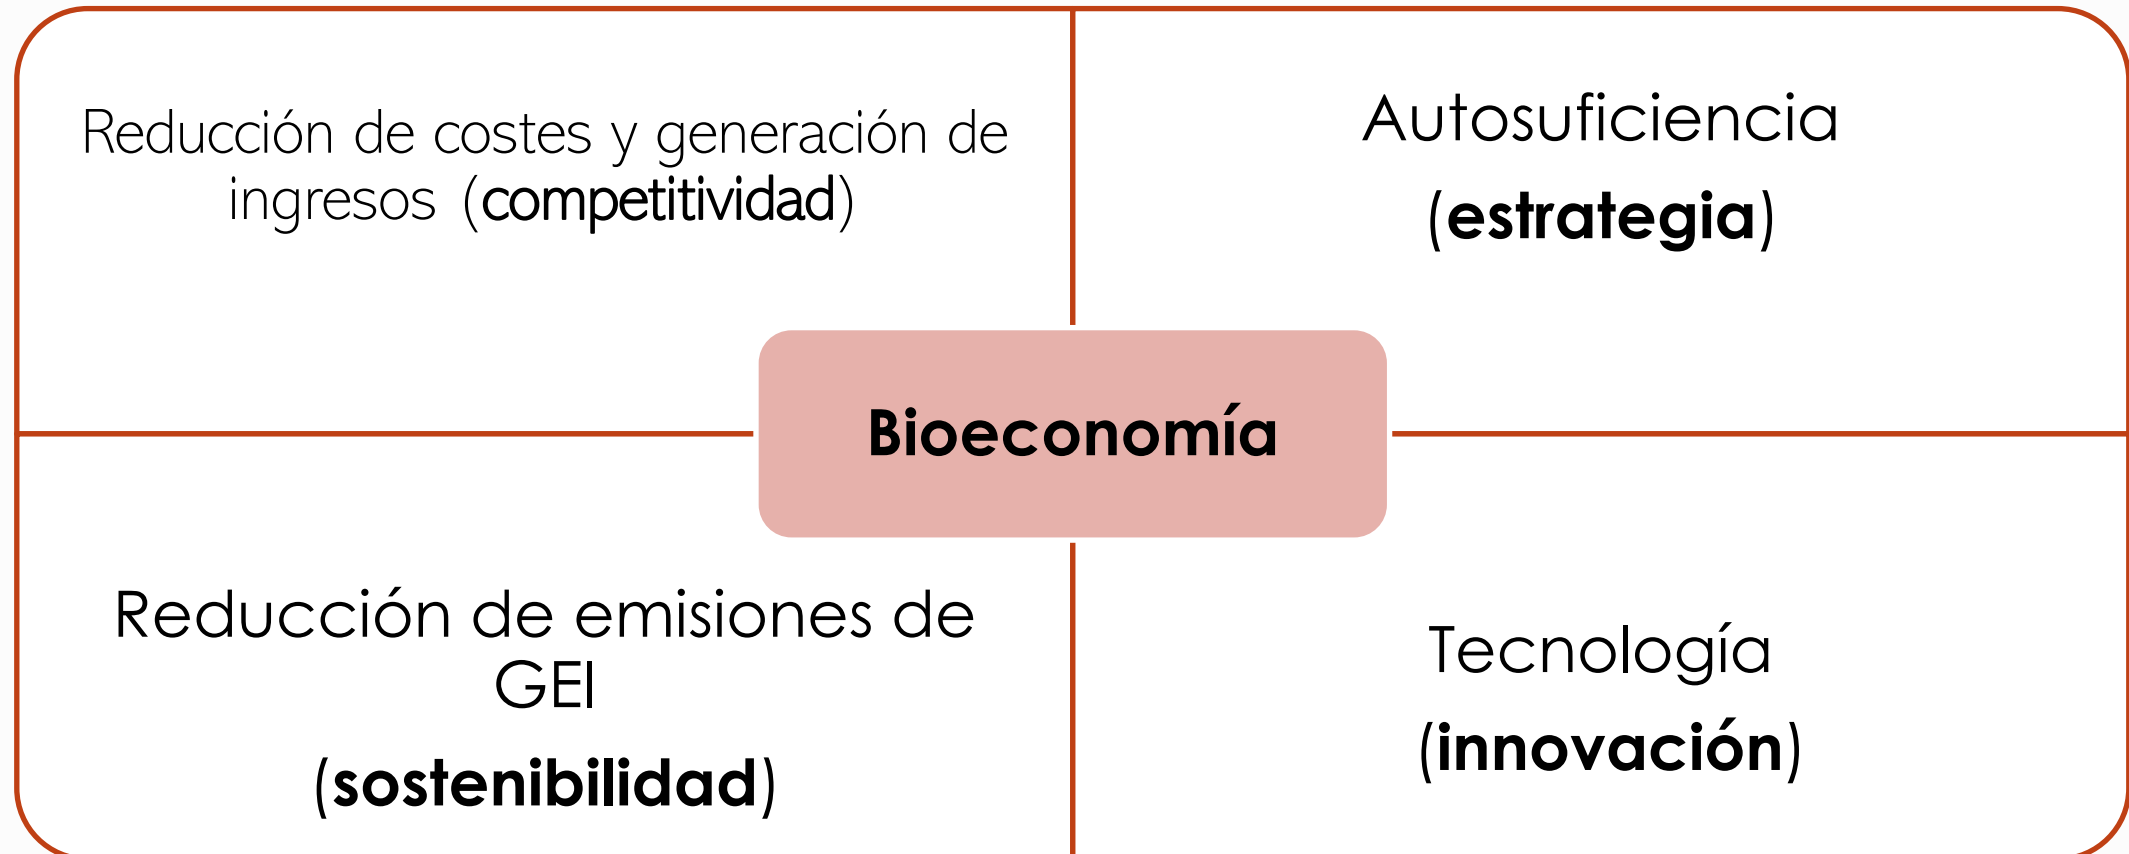 Reducción de costes y generación de
ingresos (competitividad)
Autosuficiencia
(estrategia)
Bioeconomía
Reducción de emisiones de
GEI
(sostenibilidad)
Tecnología
(innovación)